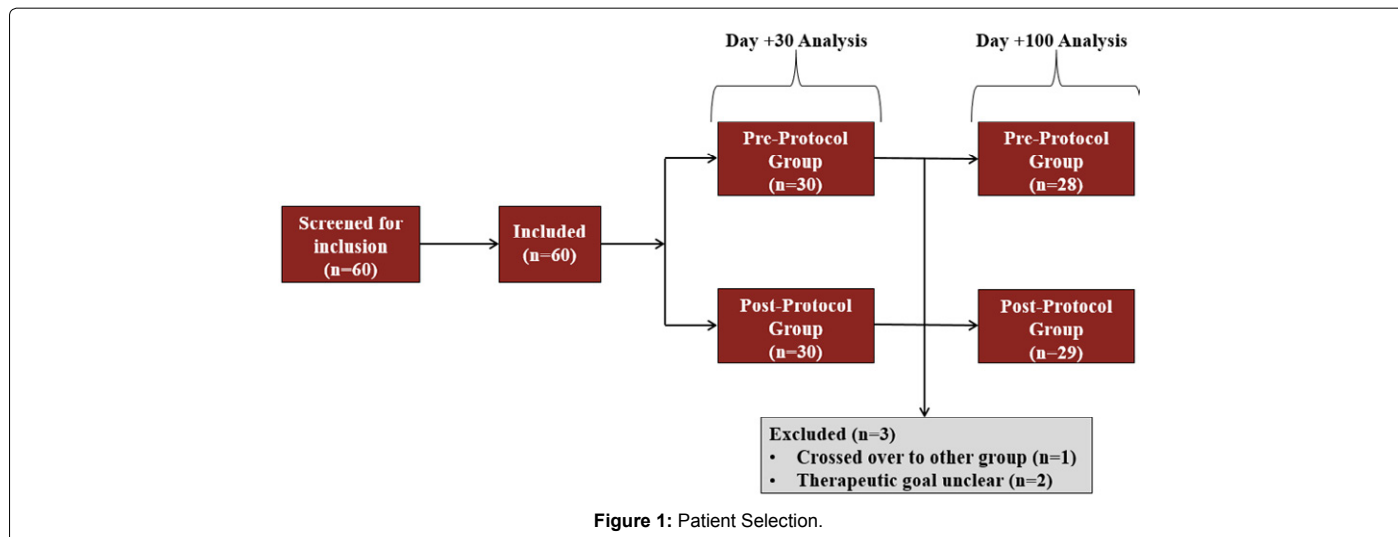 Day +30 Analysis
Day +100 Analysis
Pre-Protocol
Group
(n=30)
Pre-Protocol
Group
(n=28)
Screened for
inclusion
(n=60)
Included
(n=60)
Post-Protocol
Group
(n=30)
Post-Protocol
Group
(n=29)
Excluded (n=3)
• Crossed over to other group (n=1)
• Therapeutic goal unclear (n=2)
Figure 1: Patient Selection.